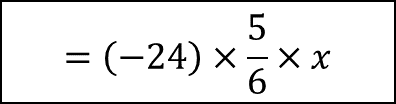 = (−24) × 5/6 × x